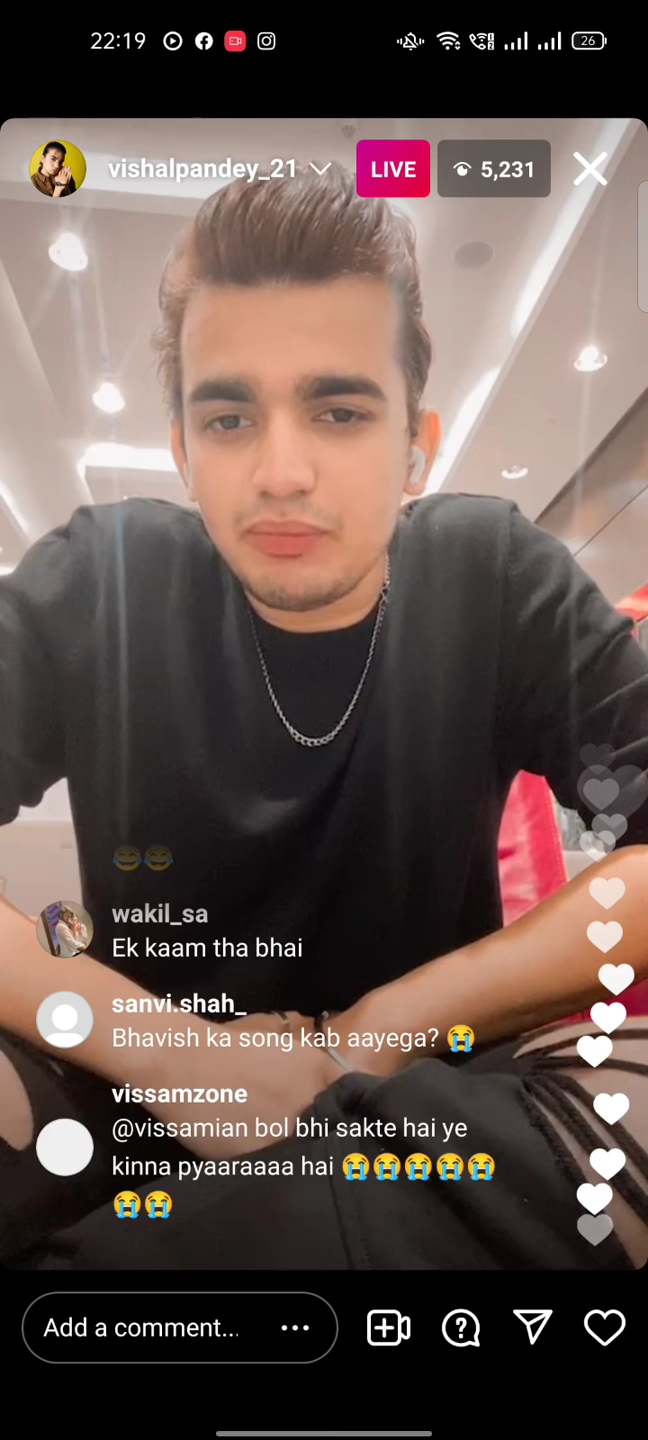 22:19
26
vishalpandey_21
LIVE
5,231
😂😂
wakil_sa
Ek kaam tha bhai
sanvi.shah_
Bhavish ka song kab aayega? 😭
vissamzone
@vissamian bol bhi sakte hai ye
kinna pyaaraaaa hai 😭😭😭😭😭
😭😭
Add a comment...